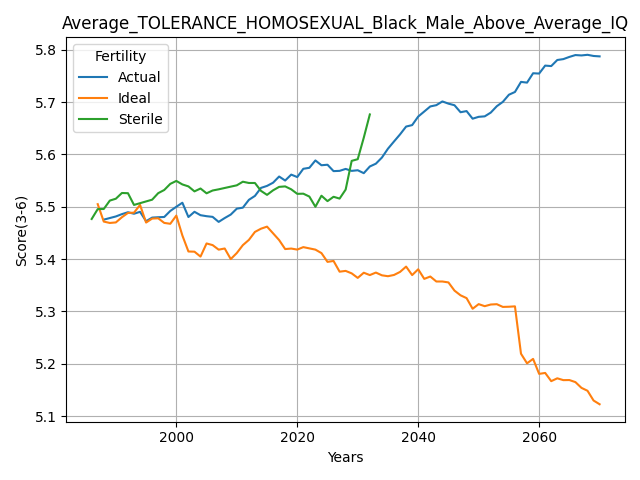 Average_TOLERANCE_HOMOSEXUAL_Black_Male_Above_Average_IQ
Fertility
Actual
Ideal
Sterile
Score(3-6)
5.8
5.7
5.6
5.5
5.4
5.3
5.2
5.1
2000 2020 2040 2060
Years